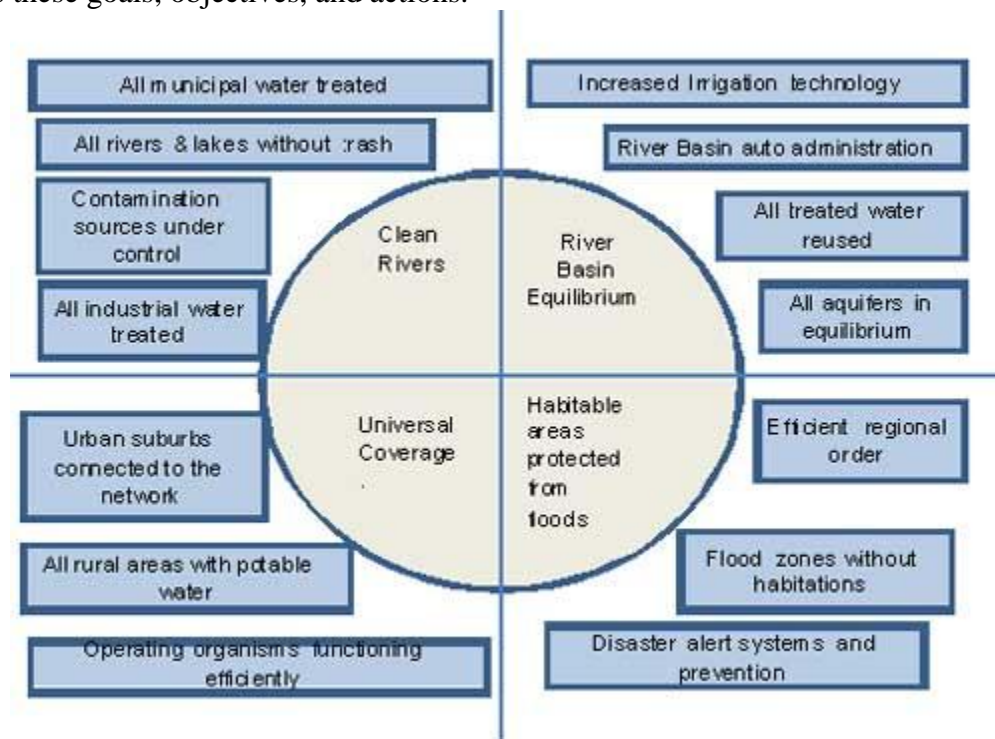 these goals, objectives, and actions.
All municipal water treated
All rivers & lakes without trash
Contamination
sources under
control
All industrial water
treated
Clean
Rivers
Increased Irrigation technology
River Basin auto administration
All treated water
reused
All aquifers in
equilibrium
River
Basin
Equilibrium
Urban suburbs
connected to the
network
All rural areas with potable
water
Operating organisms functioning
efficiently
Universal
Coverage
.
Habitable
areas
protected
from
foods
Efficient regional
order
Flood zones without
habitations
Disaster alert systems and
prevention